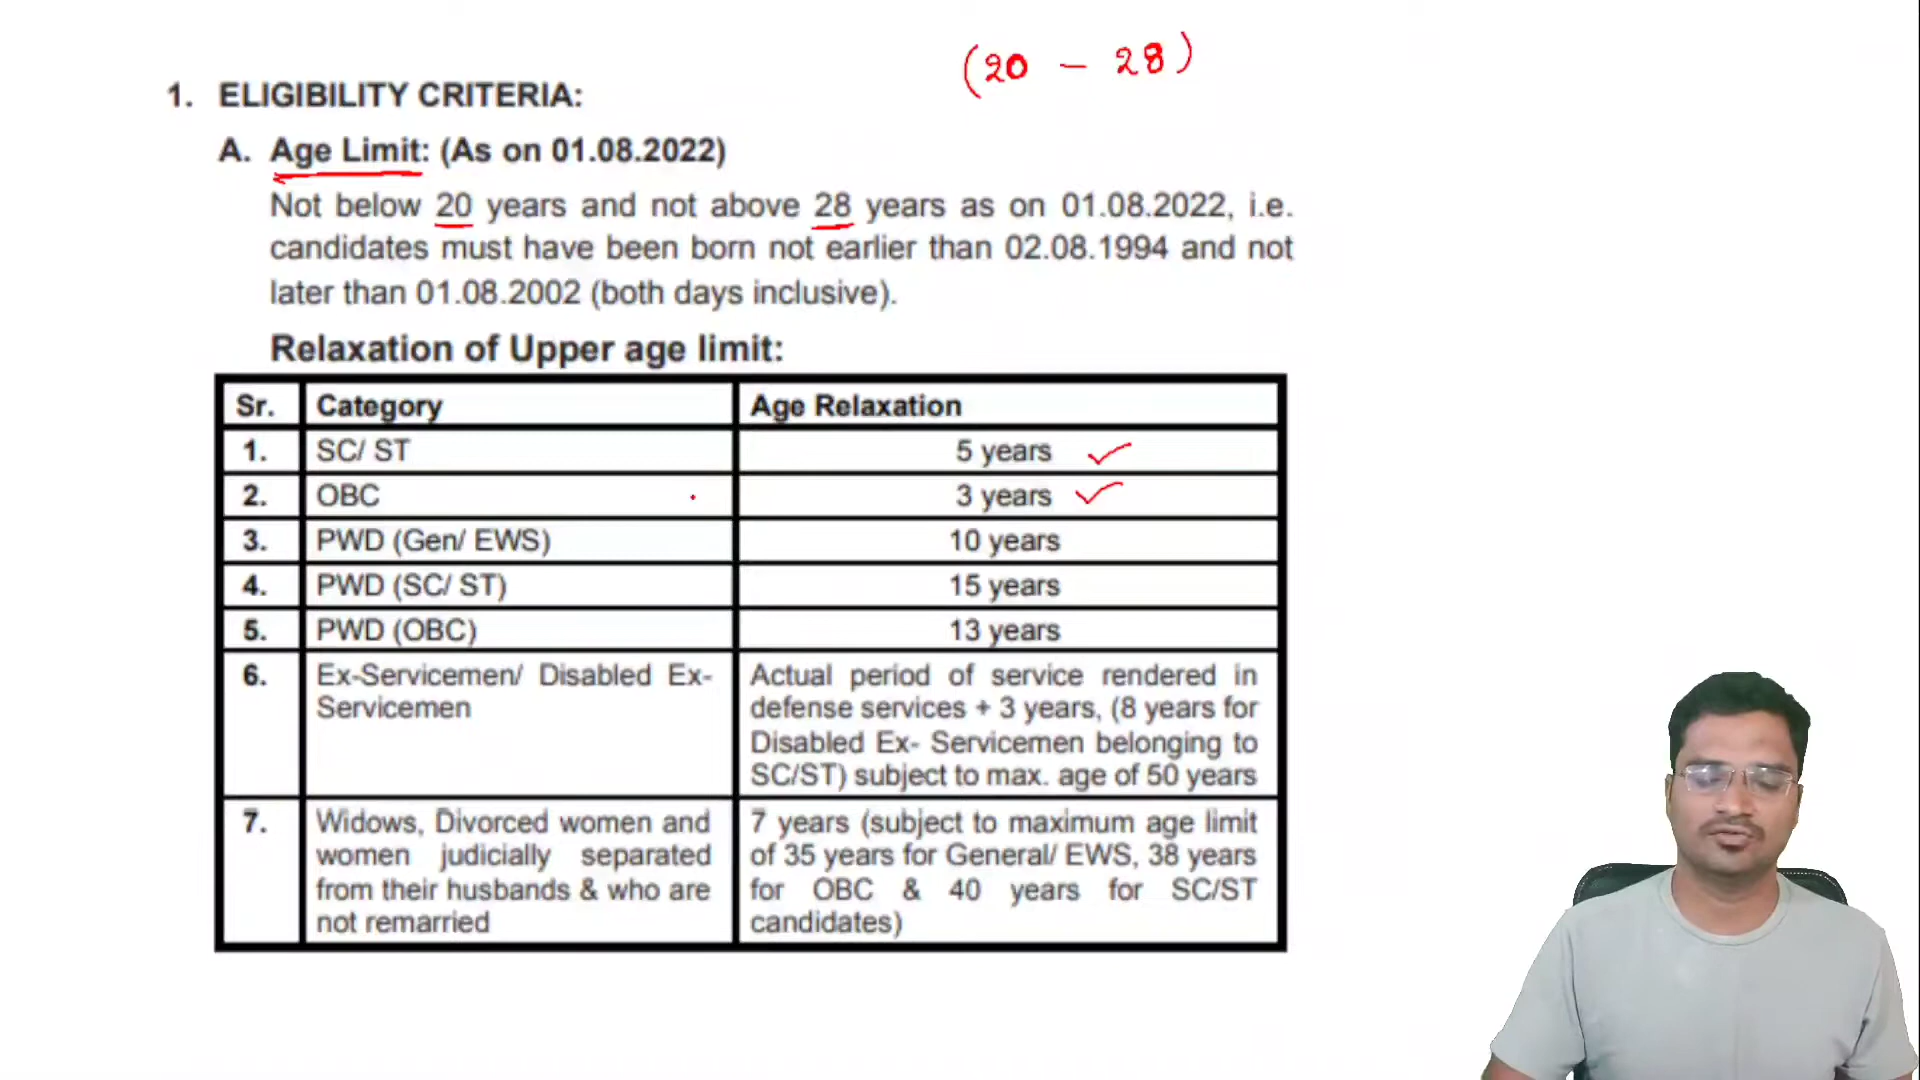 (20 - 28)
1. ELIGIBILITY CRITERIA:
A. Age Limit: (As on 01.08.2022)
Not below 20 years and not above 28 years as on 01.08.2022, i.e.
candidates must have been born not earlier than 02.08.1994 and not
later than 01.08.2002 (both days inclusive).
Relaxation of Upper age limit:
Sr. Category Age Relaxation
1. SC/ ST 5 years
2. OBC 3 years
3. PWD (Gen/ EWS) 10 years
4. PWD (SC/ ST) 15 years
5. PWD (OBC) 13 years
6. Ex-Servicemen/ Disabled Ex-
Servicemen
Actual period of service rendered in
defense services + 3 years, (8 years for
Disabled Ex- Servicemen belonging to
SC/ST) subject to max. age of 50 years
7. Widows, Divorced women and
women judicially separated
from their husbands & who are
not remarried
7 years (subject to maximum age limit
of 35 years for General/ EWS, 38 years
for OBC & 40 years for SC/ST
candidates)